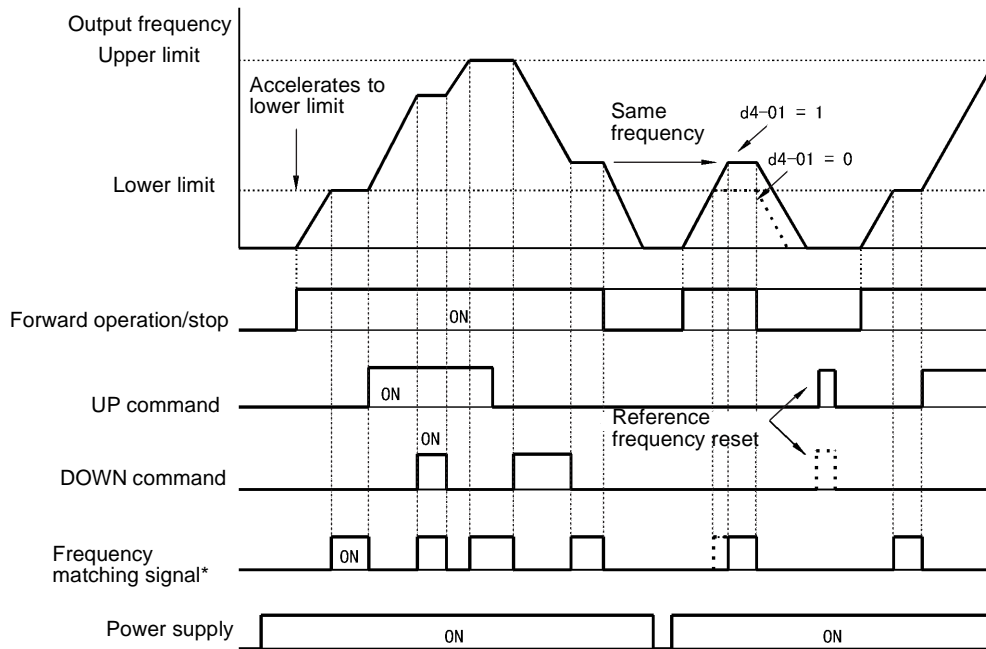 Output frequency
Upper limit
Accelerates to
lower limit
Same
frequency
d4-01 = 1
d4-01 = 0
Lower limit
Forward operation/stop
ON
UP command
ON
Reference
frequency reset
ON
DOWN command
Frequency
matching signal*
ON
Power supply
ON
ON